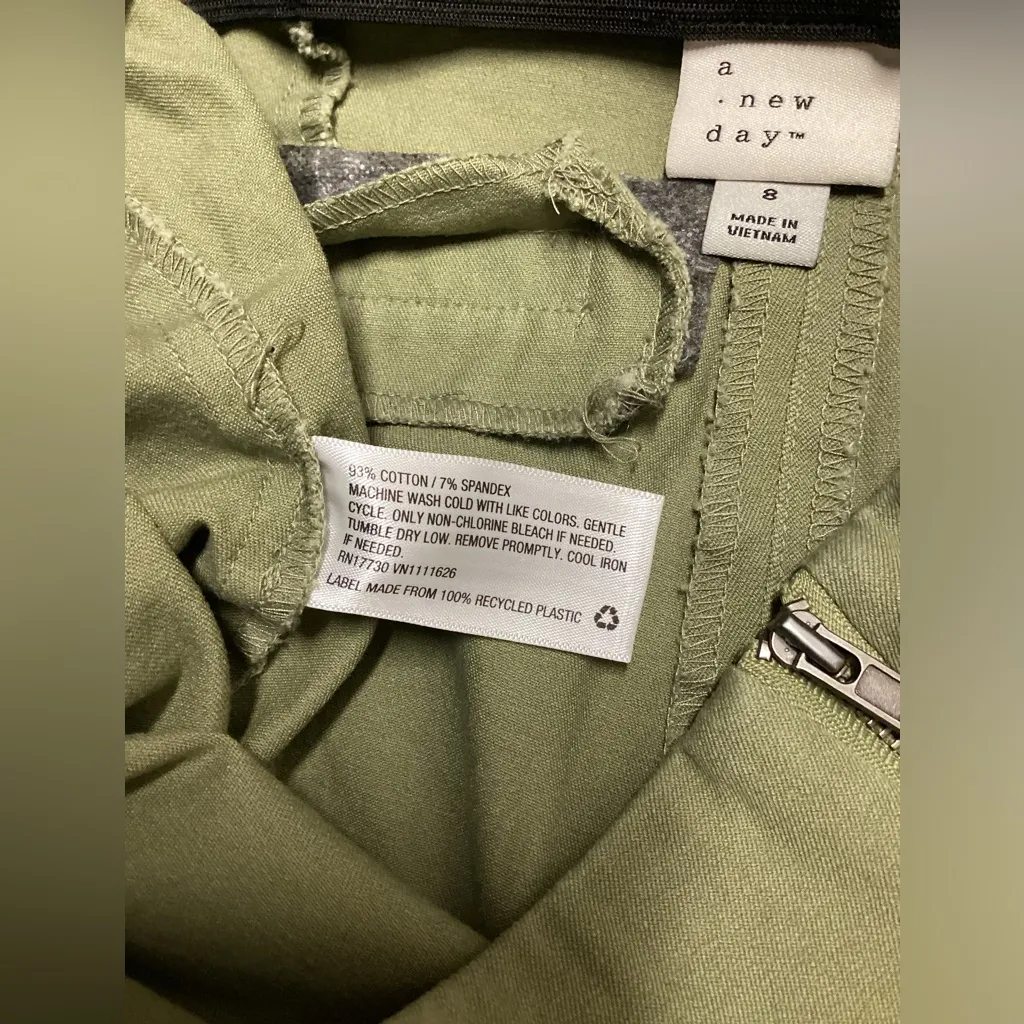 a
· new
day™
8
MADE IN
VIETNAM
93% COTTON / 7% SPANDEX
MACHINE WASH COLD WITH LIKE COLORS. GENTLE
CYCLE. ONLY NON-CHLORINE BLEACH IF NEEDED.
TUMBLE DRY LOW. REMOVE PROMPTLY. COOL IRON
IF NEEDED.
RN17730 VN1111626
LABEL MADE FROM 100% RECYCLED PLASTIC